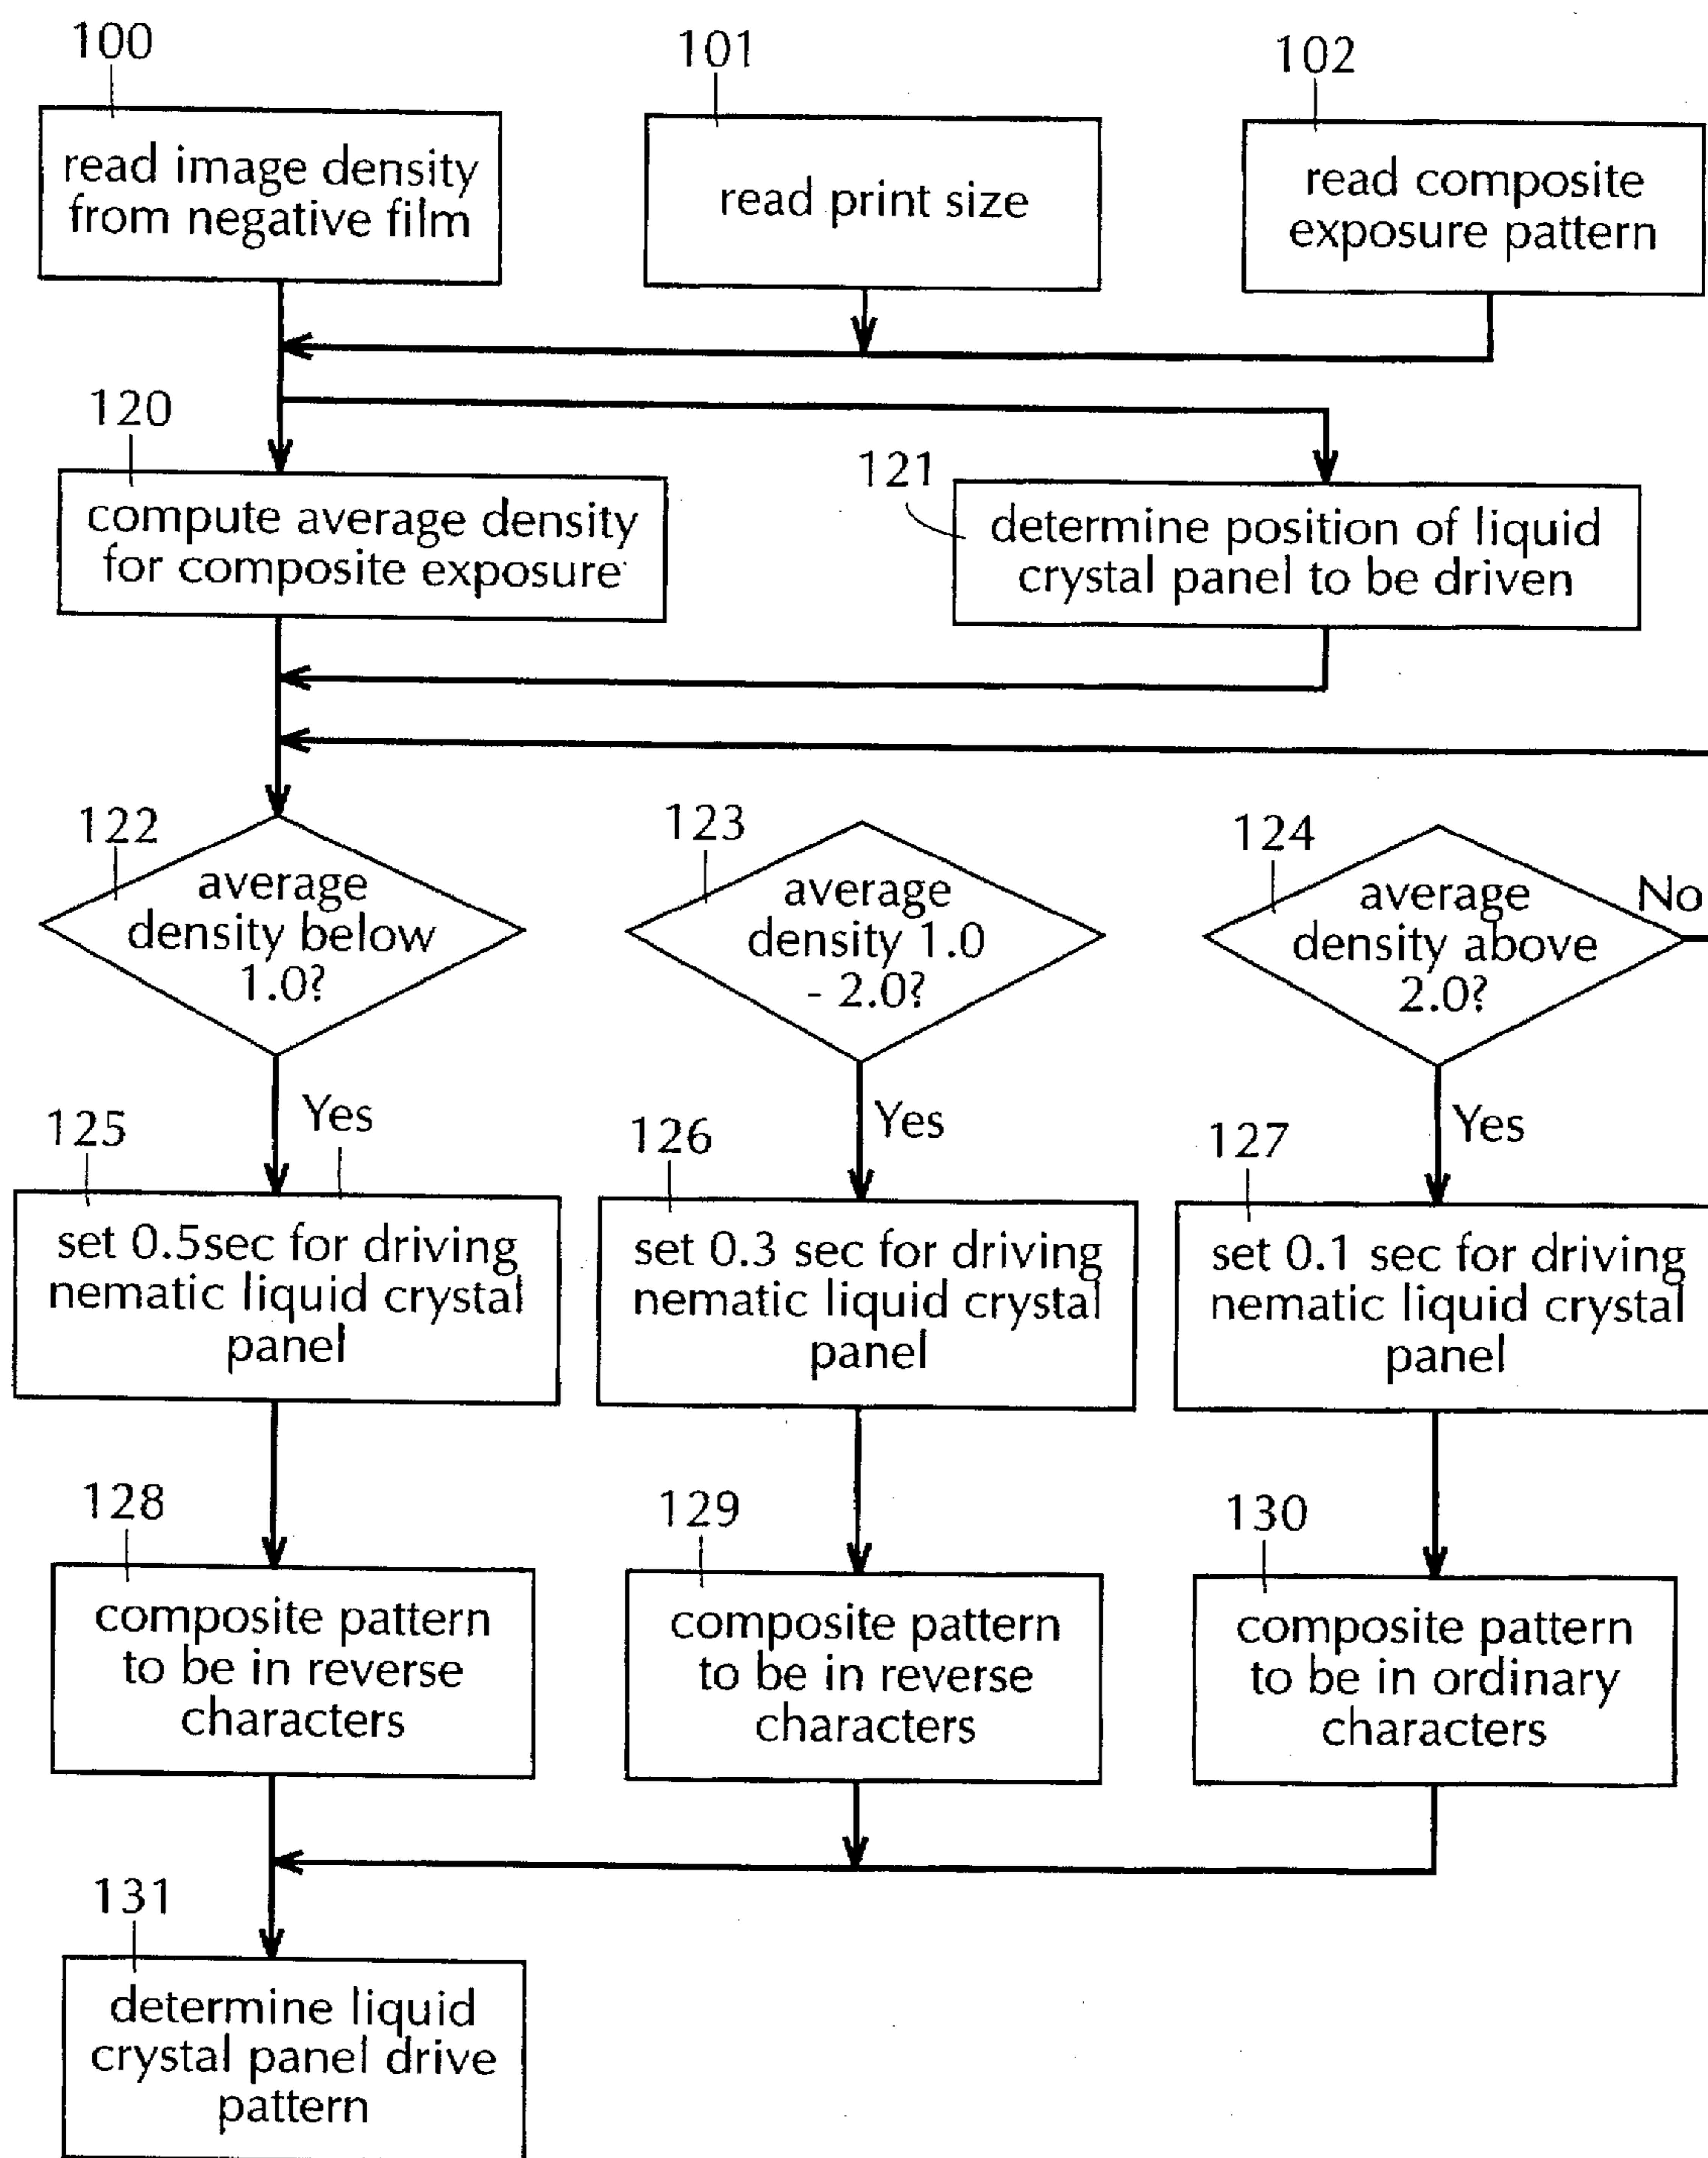 100
read image density
from negative film
101
read print size
102
read composite
exposure pattern
120
compute average density
for composite exposure
121
determine position of liquid
crystal panel to be driven
122
average
density below
1.0?
123
average
density 1.0
- 2.0?
124
average
density above
2.0?
No
Yes
Yes
Yes
125
set 0.5sec for driving
nematic liquid crystal
panel
126
set 0.3 sec for driving
nematic liquid crystal
panel
127
set 0.1 sec for driving
nematic liquid crystal
panel
128
composite pattern
to be in reverse
characters
129
composite pattern
to be in reverse
characters
130
composite pattern
to be in ordinary
characters
131
determine liquid
crystal panel drive
pattern